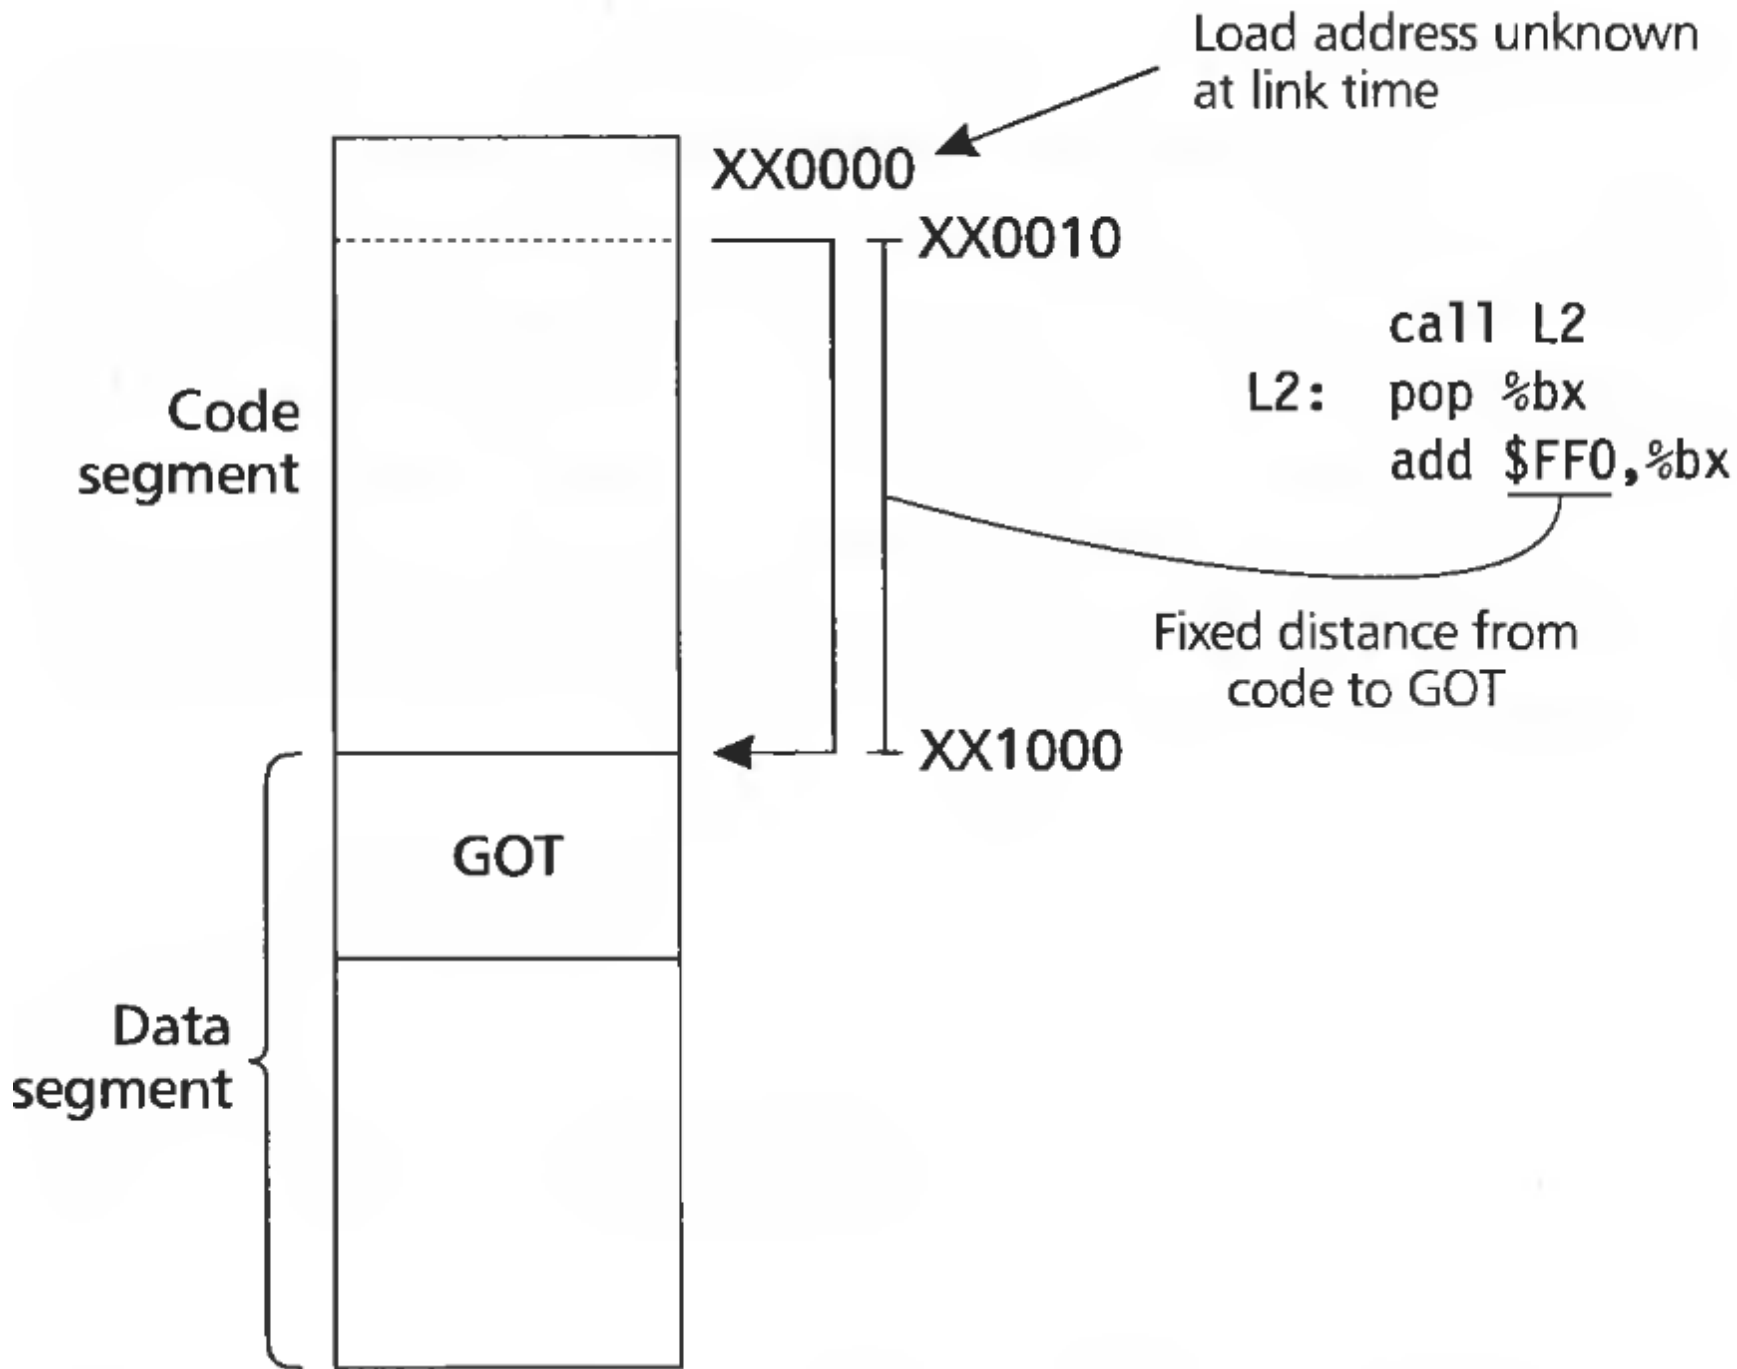 Load address unknown
at link time
XX0000
XX0010
call L2
L2: pop %bx
add $FF0,%bx
Code
segment
Fixed distance from
code to GOT
XX1000
GOT
Data
segment